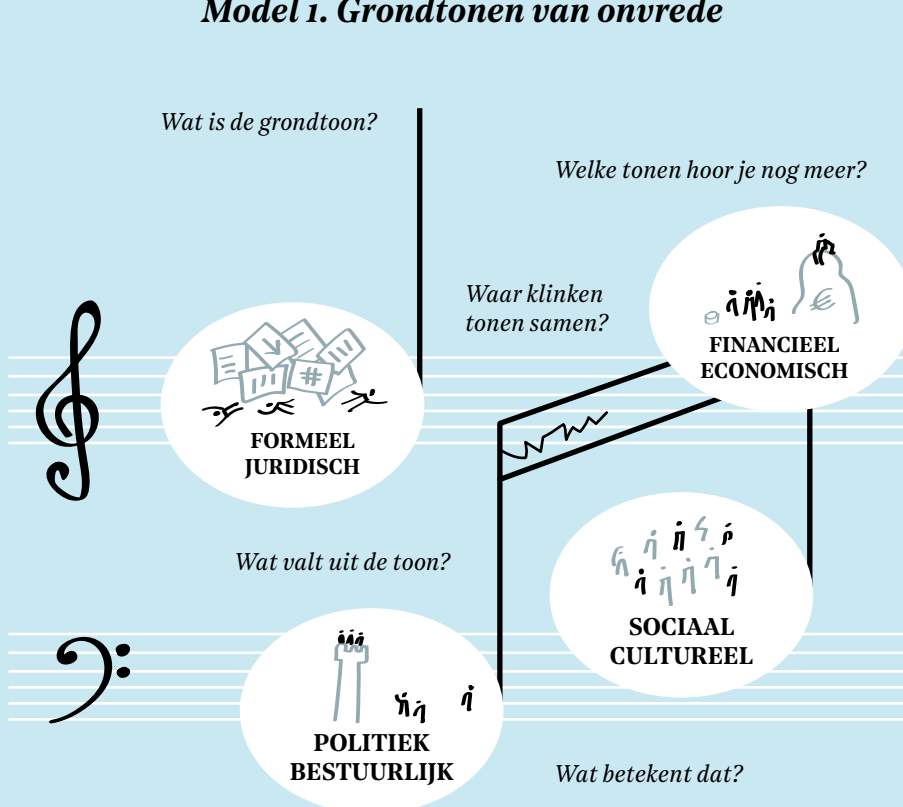 Model 1. Grondtonen van onvrede
Wat is de grondtoon?
Welke tonen hoor je nog meer?
Waar klinken
tonen samen?
€
FINANCIEEL
ECONOMISCH
#
FORMEEL
JURIDISCH
Wat valt uit de toon?
SOCIAAL
CULTUREEL
POLITIEK
BESTUURLIJK
Wat betekent dat?